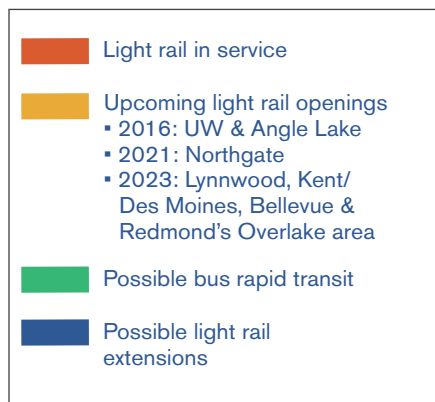 Light rail in service
Upcoming light rail openings
▪ 2016: UW & Angle Lake
▪ 2021: Northgate
▪ 2023: Lynnwood, Kent/
Des Moines, Bellevue &
Redmond's Overlake area
Possible bus rapid transit
Possible light rail
extensions